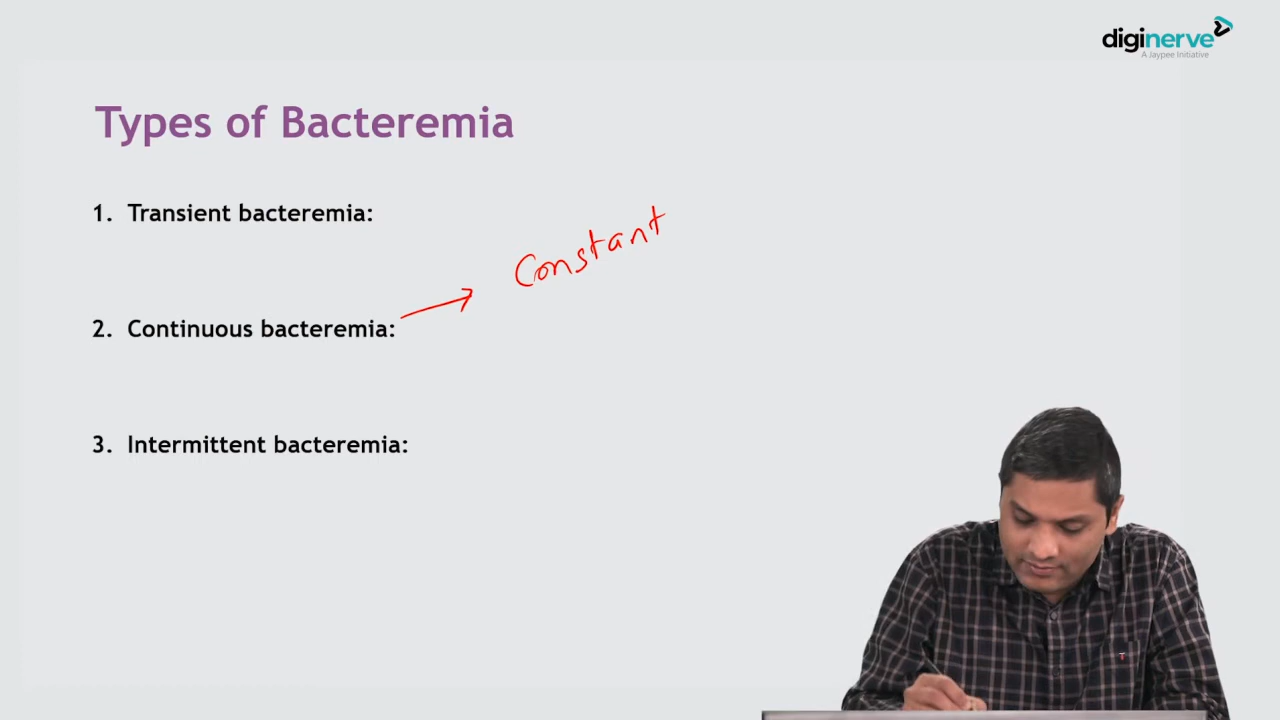 diginerve
A Jaypee Initiative
Types of Bacteremia
1. Transient bacteremia:
Constant
2. Continuous bacteremia:
3. Intermittent bacteremia: